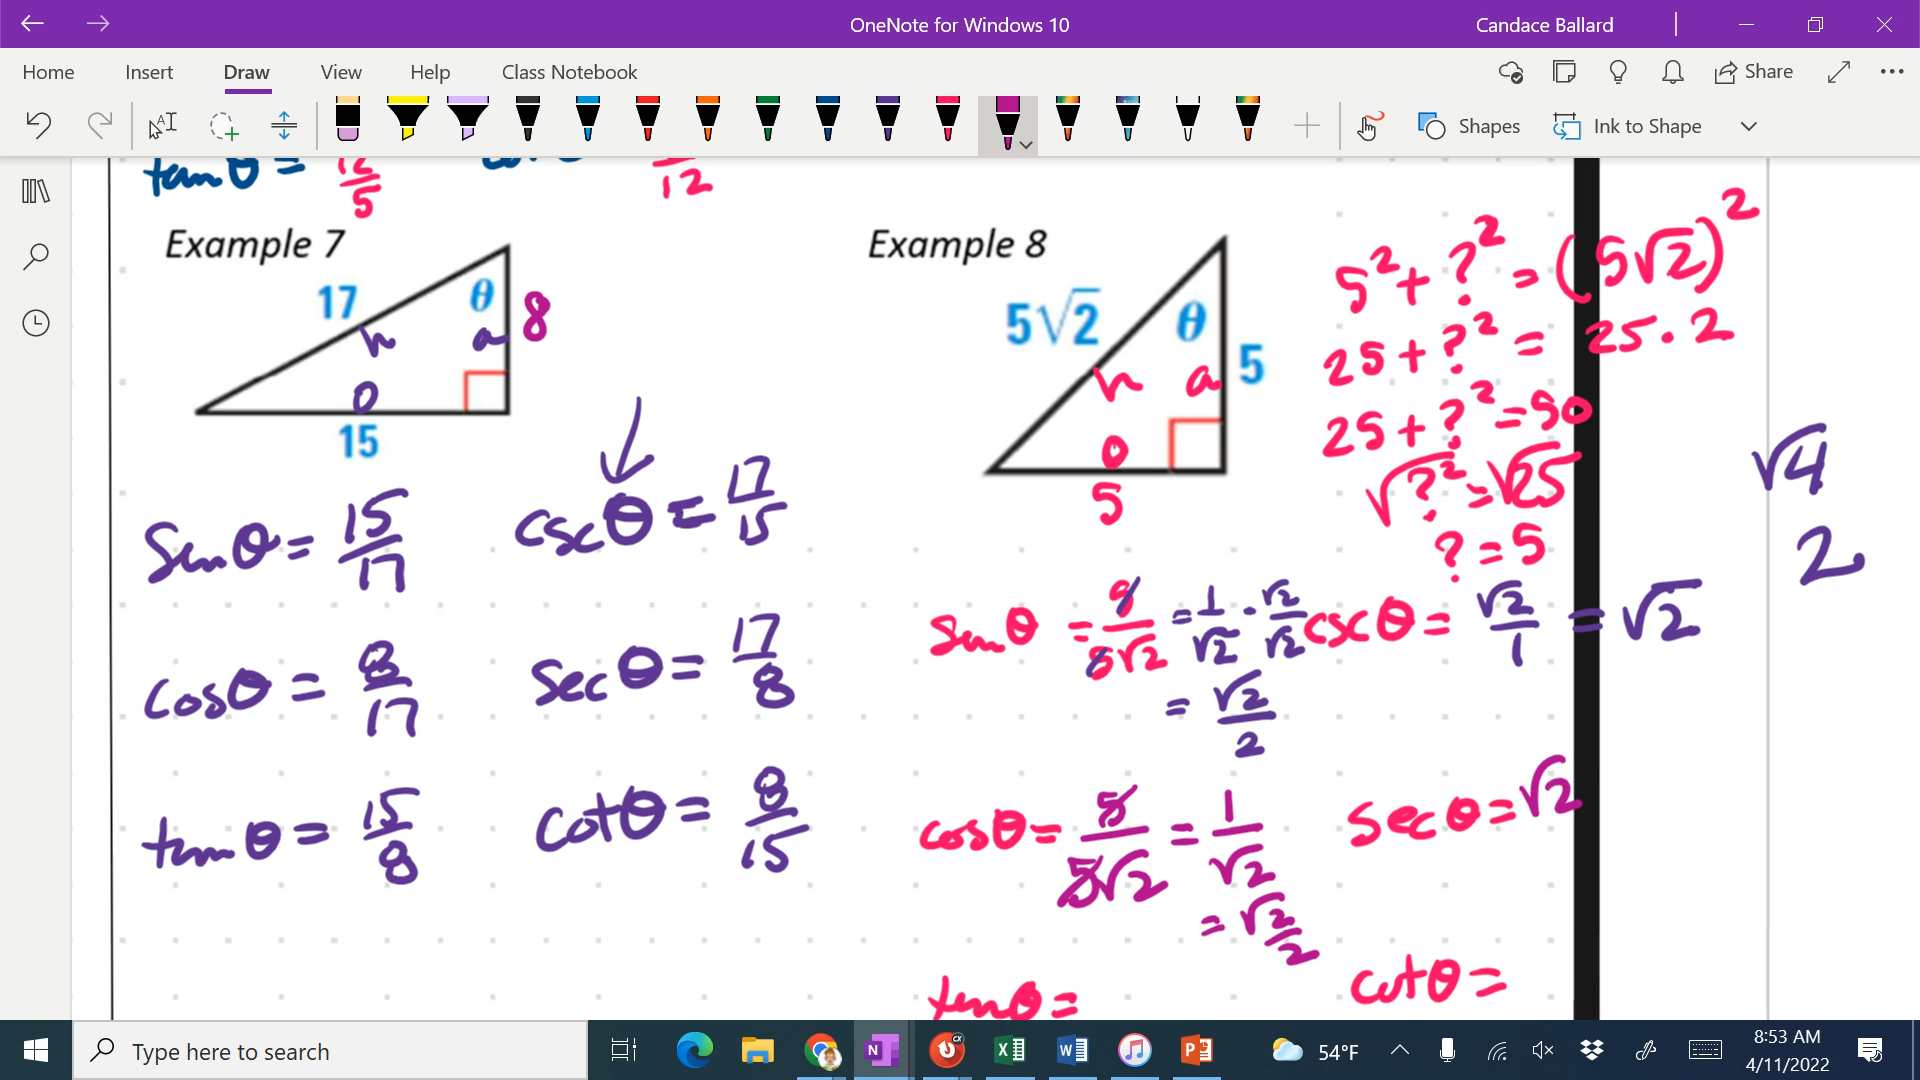 OneNote for Windows 10
Candace Ballard
Home Insert Draw View Help Class Notebook
Share
Shapes Ink to Shape
tan θ = 12/5
12
Example 7
17 θ 8
h a
o
15
sin θ = 15/17 csc θ = 17/15
cos θ = 8/17 sec θ = 17/8
tan θ = 15/8 cot θ = 8/15
Example 8
5√2 θ 5
h a
o
5
5² + ?² = (5√2)²
25 + ?² = 25 · 2
25 + ?² = 50
√?² = √25
? = 5
√4
2
sin θ = 5/5√2 = 1/√2 · √2/√2
= √2/2
csc θ = √2/1 = √2
cos θ = 5/5√2 = 1/√2
= √2/2
sec θ = √2
tan θ =
cot θ =
Type here to search
54°F
8:53 AM
4/11/2022